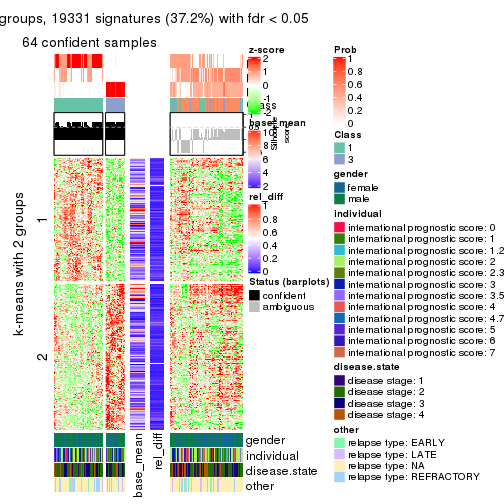 groups, 19331 signatures (37.2%) with fdr < 0.05
64 confident samples
z-score
2
1
0
-1
-2
Prob
1
0.8
0.6
0.4
0.2
0
Class
1
3
base_mean
10
8
6
4
2
Silhouette
score
gender
female
male
rel_diff
1
0.8
0.6
0.4
0.2
0
individual
international prognostic score: 0
international prognostic score: 1
international prognostic score: 1.2
international prognostic score: 2
international prognostic score: 2.3
international prognostic score: 3
international prognostic score: 3.5
international prognostic score: 4
international prognostic score: 4.7
international prognostic score: 5
international prognostic score: 6
international prognostic score: 7
Status (barplots)
confident
ambiguous
disease.state
disease stage: 1
disease stage: 2
disease stage: 3
disease stage: 4
other
relapse type: EARLY
relapse type: LATE
relapse type: NA
relapse type: REFRACTORY
k-means with 2 groups
1
2
base_mean
rel_diff
gender
individual
disease.state
other